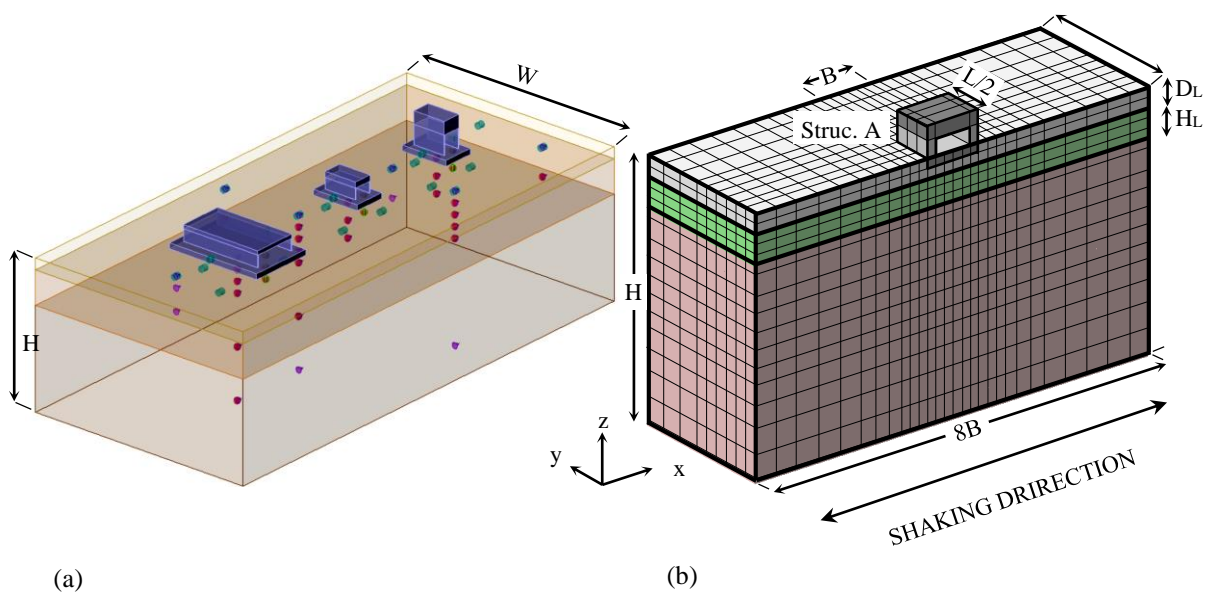 W
H
(a)
B
L/2
Struc. A
DL
HL
H
z
y
x
8B
SHAKING DRIRECTION
(b)